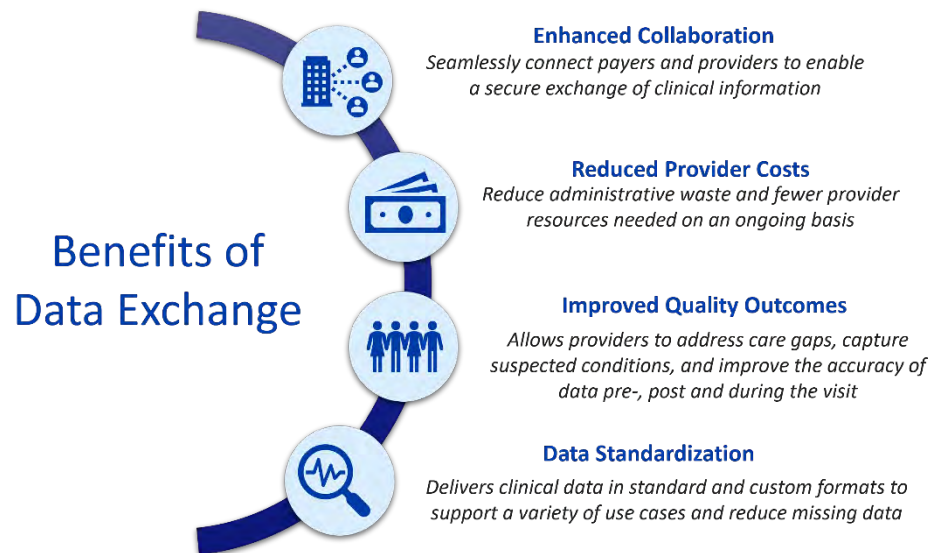 Benefits of
Data Exchange
Enhanced Collaboration
Seamlessly connect payers and providers to enable
a secure exchange of clinical information
Reduced Provider Costs
Reduce administrative waste and fewer provider
resources needed on an ongoing basis
Improved Quality Outcomes
Allows providers to address care gaps, capture
suspected conditions, and improve the accuracy of
data pre-, post and during the visit
Data Standardization
Delivers clinical data in standard and custom formats to
support a variety of use cases and reduce missing data